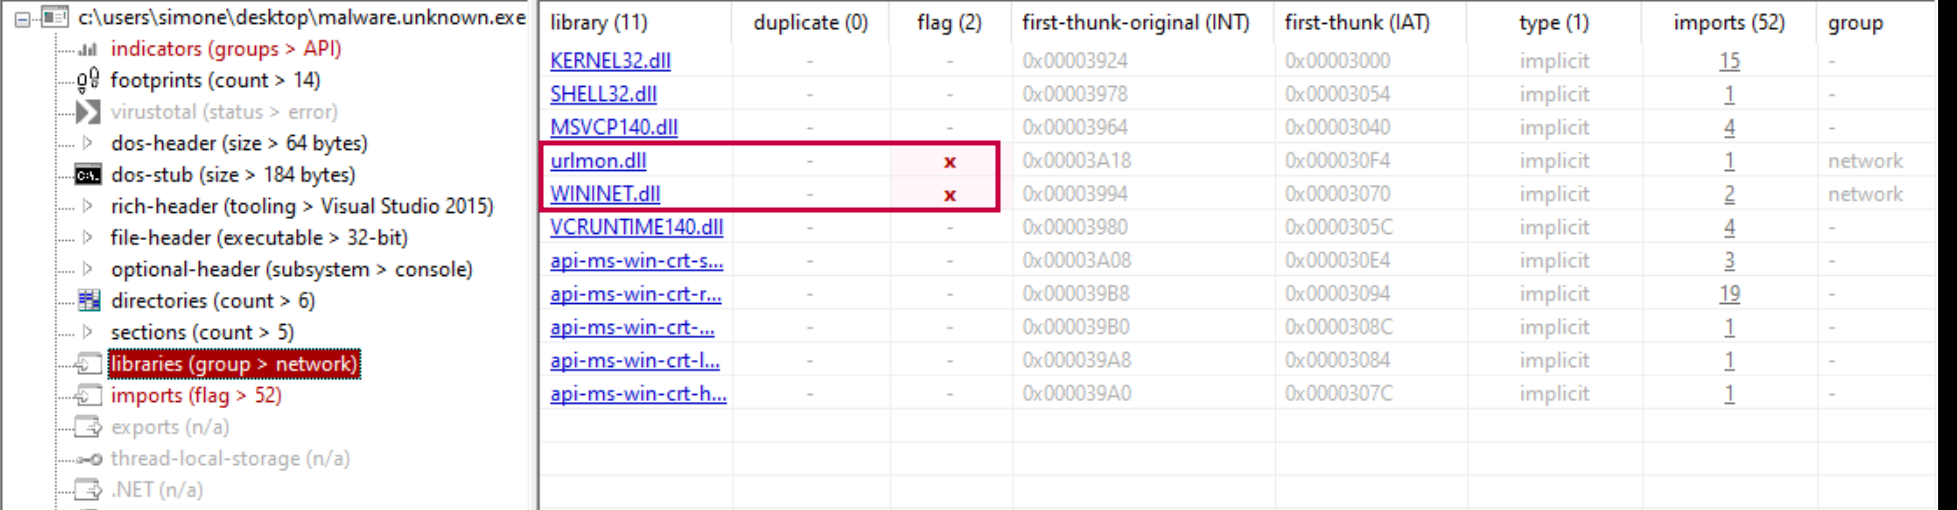 c:\users\simone\desktop\malware.unknown.exe
indicators (groups > API)
footprints (count > 14)
virustotal (status > error)
dos-header (size > 64 bytes)
dos-stub (size > 184 bytes)
rich-header (tooling > Visual Studio 2015)
file-header (executable > 32-bit)
optional-header (subsystem > console)
directories (count > 6)
sections (count > 5)
libraries (group > network)
imports (flag > 52)
exports (n/a)
thread-local-storage (n/a)
.NET (n/a)
library (11) duplicate (0) flag (2) first-thunk-original (INT) first-thunk (IAT) type (1) imports (52) group
KERNEL32.dll - - 0x00003924 0x00003000 implicit 15 -
SHELL32.dll - - 0x00003978 0x00003054 implicit 1 -
MSVCP140.dll - - 0x00003964 0x00003040 implicit 4 -
urlmon.dll - x 0x00003A18 0x000030F4 implicit 1 network
WININET.dll - x 0x00003994 0x00003070 implicit 2 network
VCRUNTIME140.dll - - 0x00003980 0x0000305C implicit 4 -
api-ms-win-crt-s... - - 0x00003A08 0x000030E4 implicit 3 -
api-ms-win-crt-r... - - 0x000039B8 0x00003094 implicit 19 -
api-ms-win-crt-... - - 0x000039B0 0x0000308C implicit 1 -
api-ms-win-crt-l... - - 0x000039A8 0x00003084 implicit 1 -
api-ms-win-crt-h... - - 0x000039A0 0x0000307C implicit 1 -